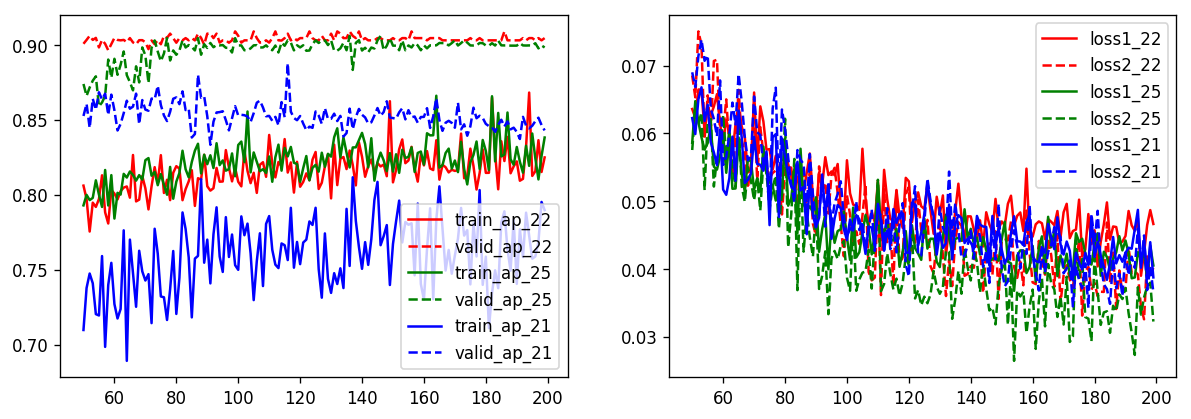 0.90
0.85
0.80
0.75
0.70
60 80 100 120 140 160 180 200
train_ap_22
valid_ap_22
train_ap_25
valid_ap_25
train_ap_21
valid_ap_21
0.07
0.06
0.05
0.04
0.03
60 80 100 120 140 160 180 200
loss1_22
loss2_22
loss1_25
loss2_25
loss1_21
loss2_21